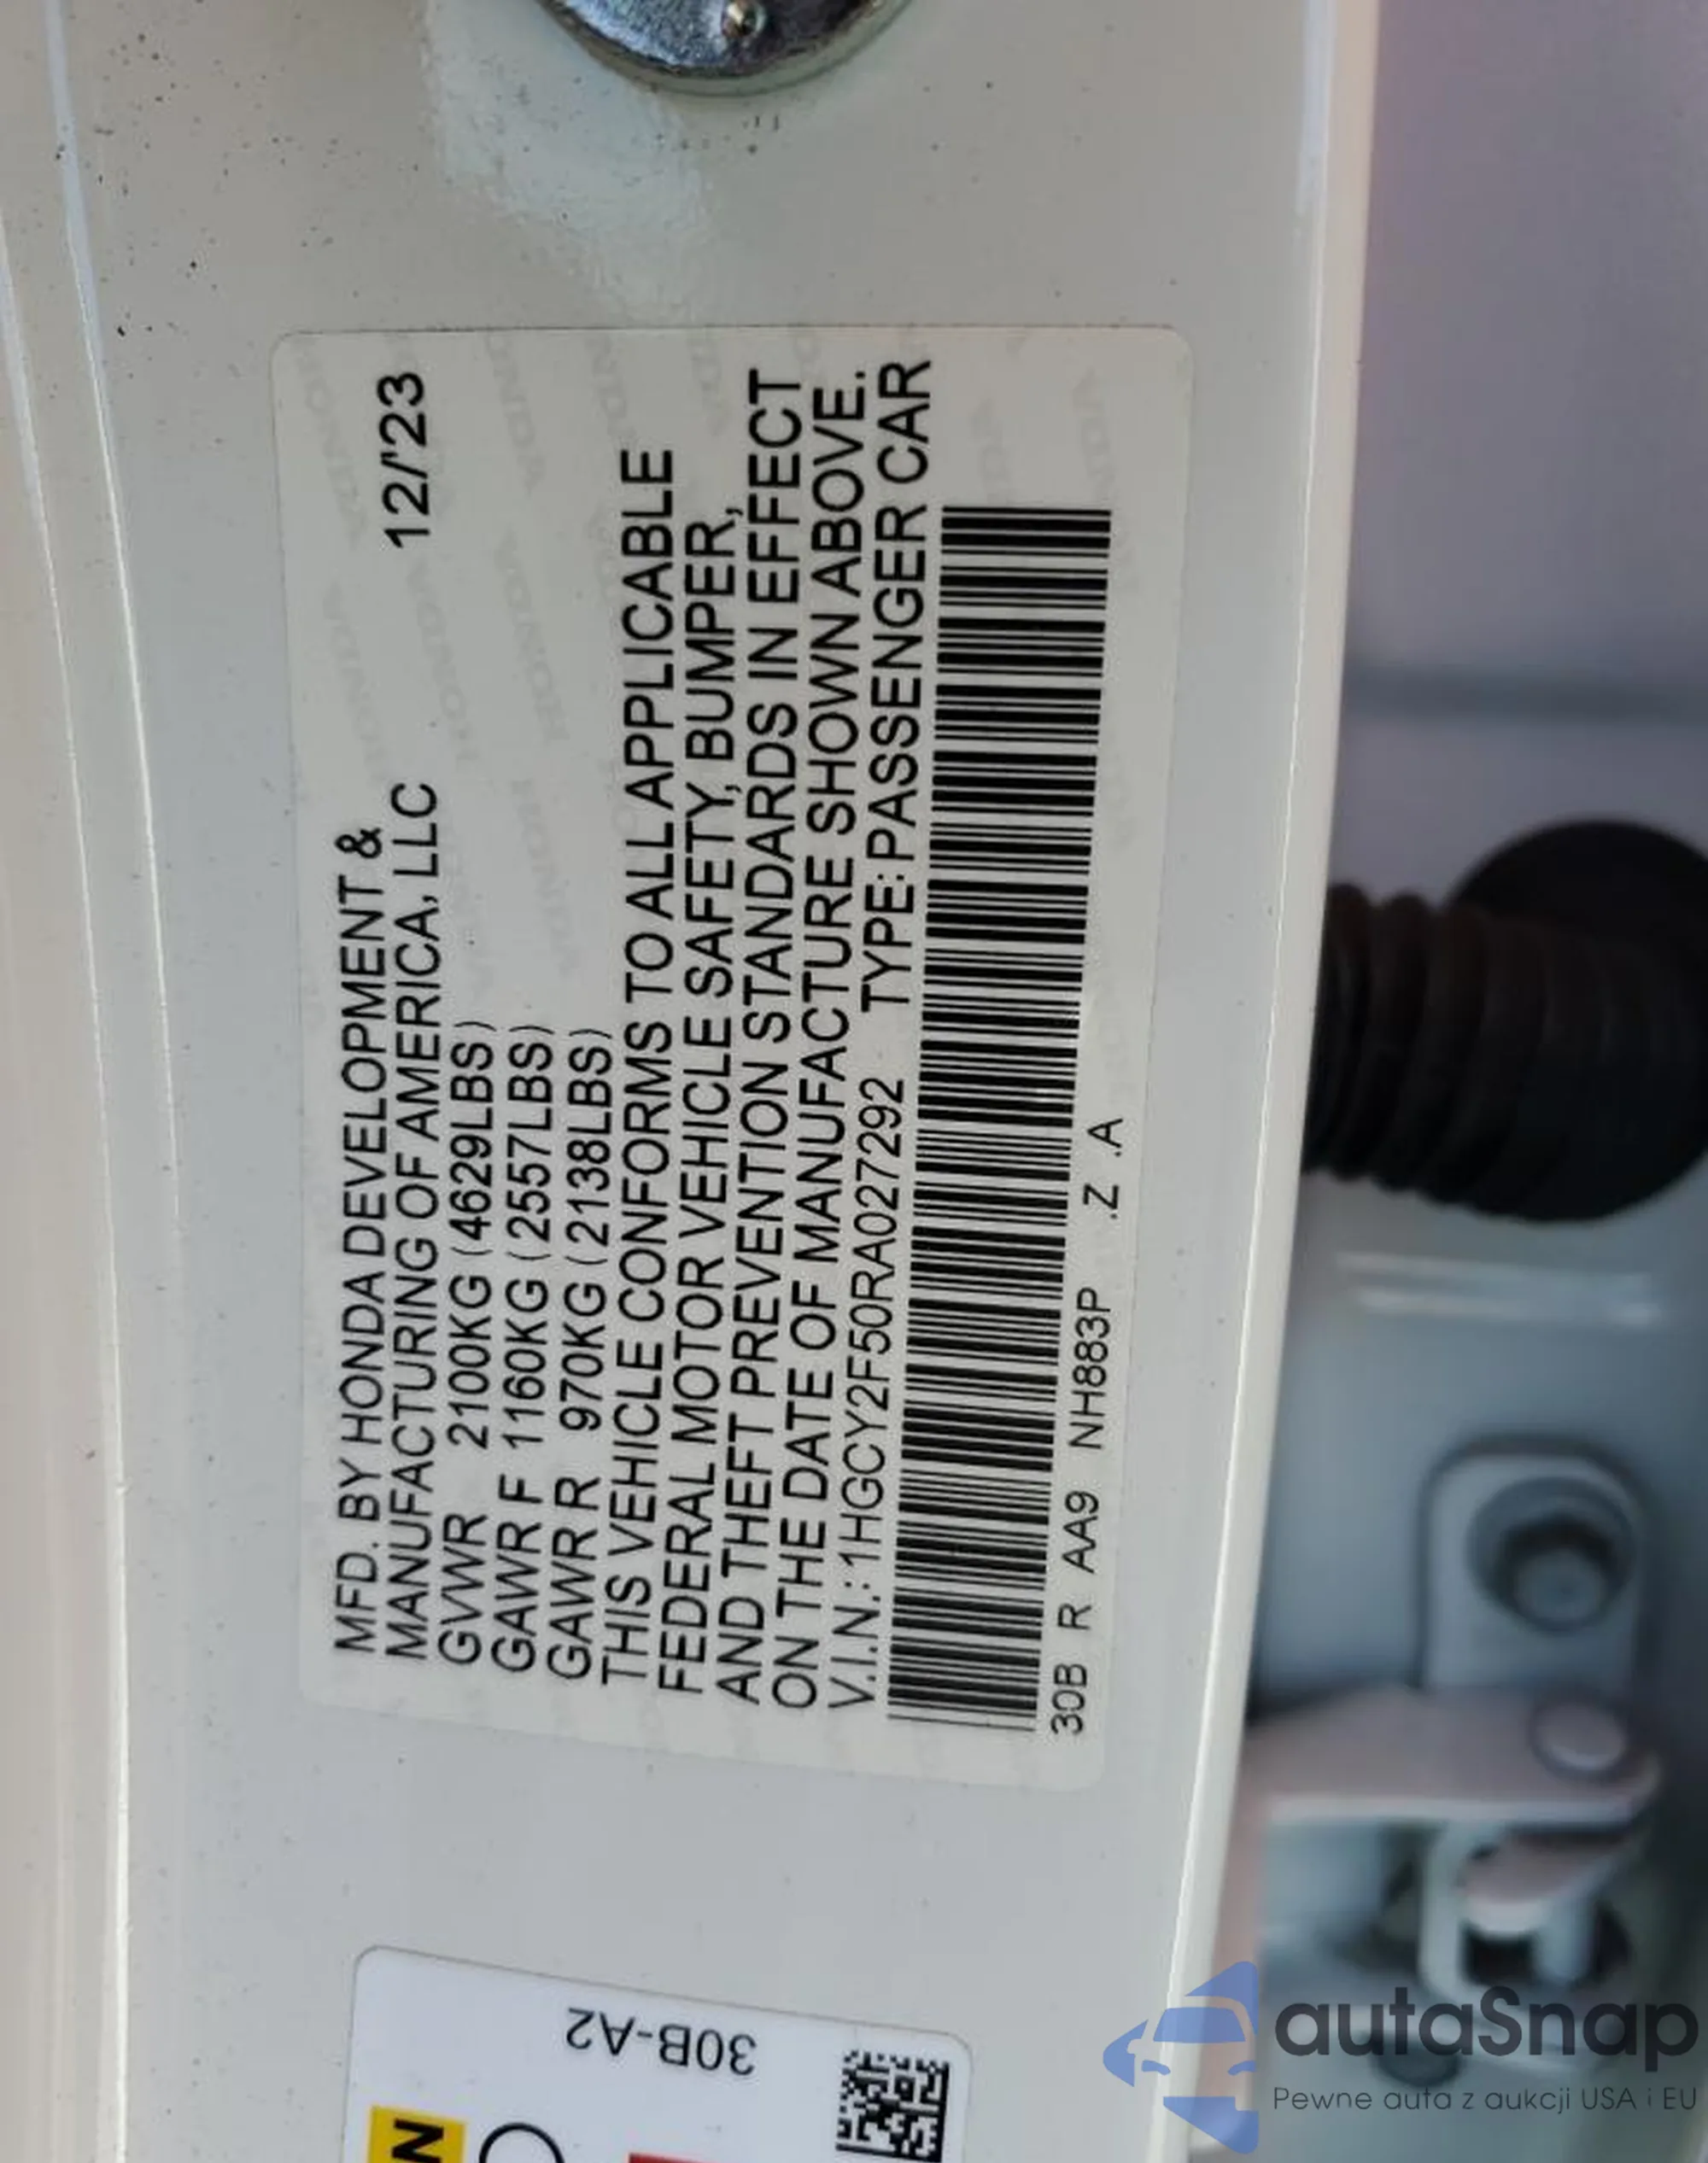 MFD. BY HONDA DEVELOPMENT &
MANUFACTURING OF AMERICA, LLC 12/'23
GVWR 2100KG (4629LBS)
GAWR F 1160KG (2557LBS)
GAWR R 970KG (2138LBS)
THIS VEHICLE CONFORMS TO ALL APPLICABLE
FEDERAL MOTOR VEHICLE SAFETY, BUMPER,
AND THEFT PREVENTION STANDARDS IN EFFECT
ON THE DATE OF MANUFACTURE SHOWN ABOVE.
V.I.N.: 1HGCY2F50RA027292 TYPE: PASSENGER CAR
30B R AA9 NH883P .Z .A
30B-A2
autaSnap
Pewne auta z aukcji USA i EU